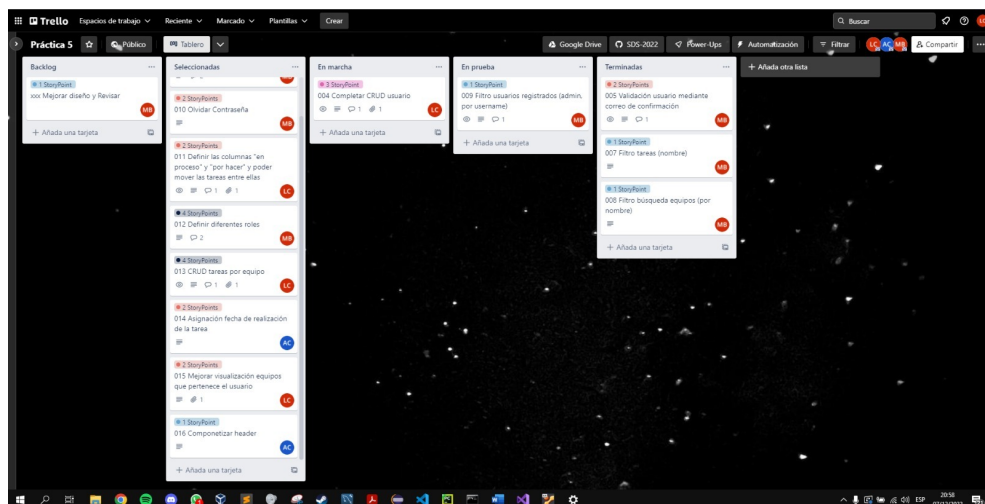 Trello Espacios de trabajo Reciente Marcado Plantillas Crear Buscar
Práctica 5 Público Tablero Google Drive SDS-2022 Power-Ups Automatización Filtrar LC AC MB Compartir
Backlog
1 StoryPoint
xxx Mejorar diseño y Revisar
MB
+ Añada una tarjeta
Seleccionadas
2 StoryPoints
010 Olvidar Contraseña
MB
2 StoryPoints
011 Definir las columnas "en
proceso" y "por hacer" y poder
mover las tareas entre ellas
1 1 LC
4 StoryPoints
012 Definir diferentes roles
2 MB
4 StoryPoints
013 CRUD tareas por equipo
1 1 LC
2 StoryPoints
014 Asignación fecha de realización
de la tarea
AC
2 StoryPoints
015 Mejorar visualización equipos
que pertenece el usuario
1 LC
1 StoryPoint
016 Componetizar header
AC
+ Añada una tarjeta
En marcha
3 StoryPoint
004 Completar CRUD usuario
1 1 LC
+ Añada una tarjeta
En prueba
1 StoryPoint
009 Filtro usuarios registrados (admin,
por username)
1 MB
+ Añada una tarjeta
Terminadas
2 StoryPoints
005 Validación usuario mediante
correo de confirmación
1 MB
1 StoryPoint
007 Filtro tareas (nombre)
MB
1 StoryPoint
008 Filtro búsqueda equipos (por
nombre)
MB
+ Añada una tarjeta
+ Añada otra lista
ESP 20:58